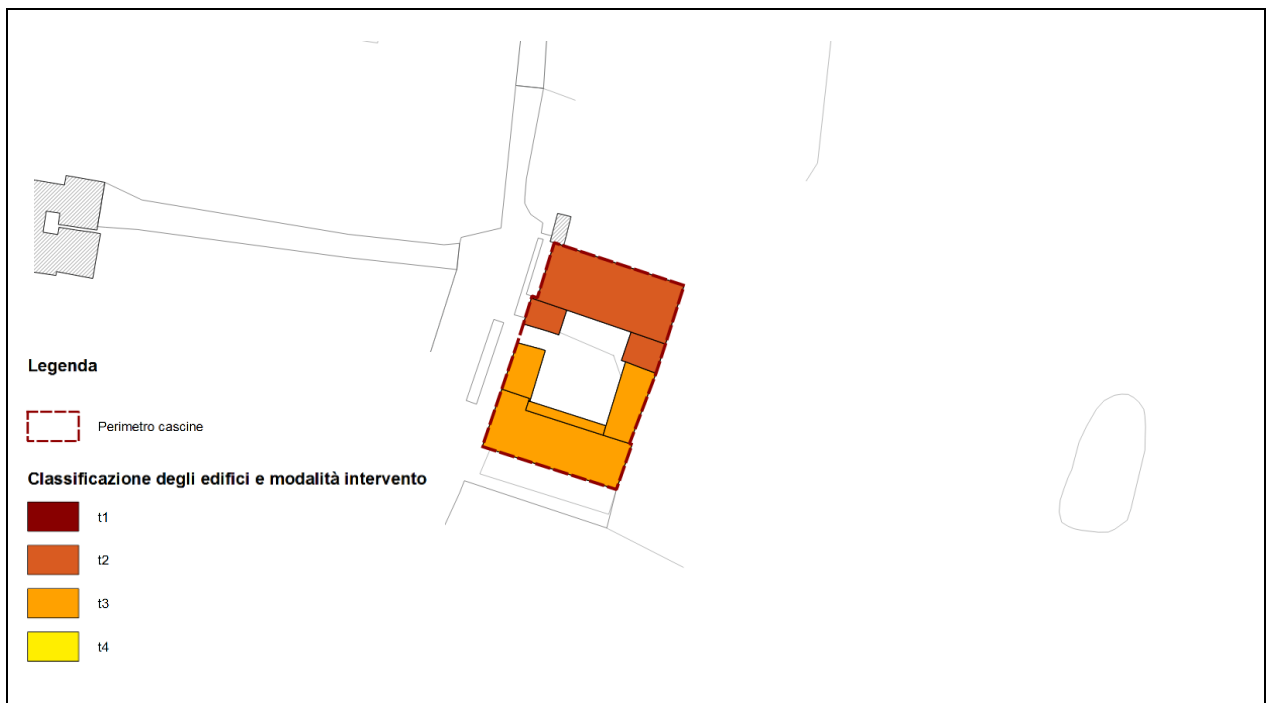 Legenda
Perimetro cascine
Classificazione degli edifici e modalità intervento
t1
t2
t3
t4